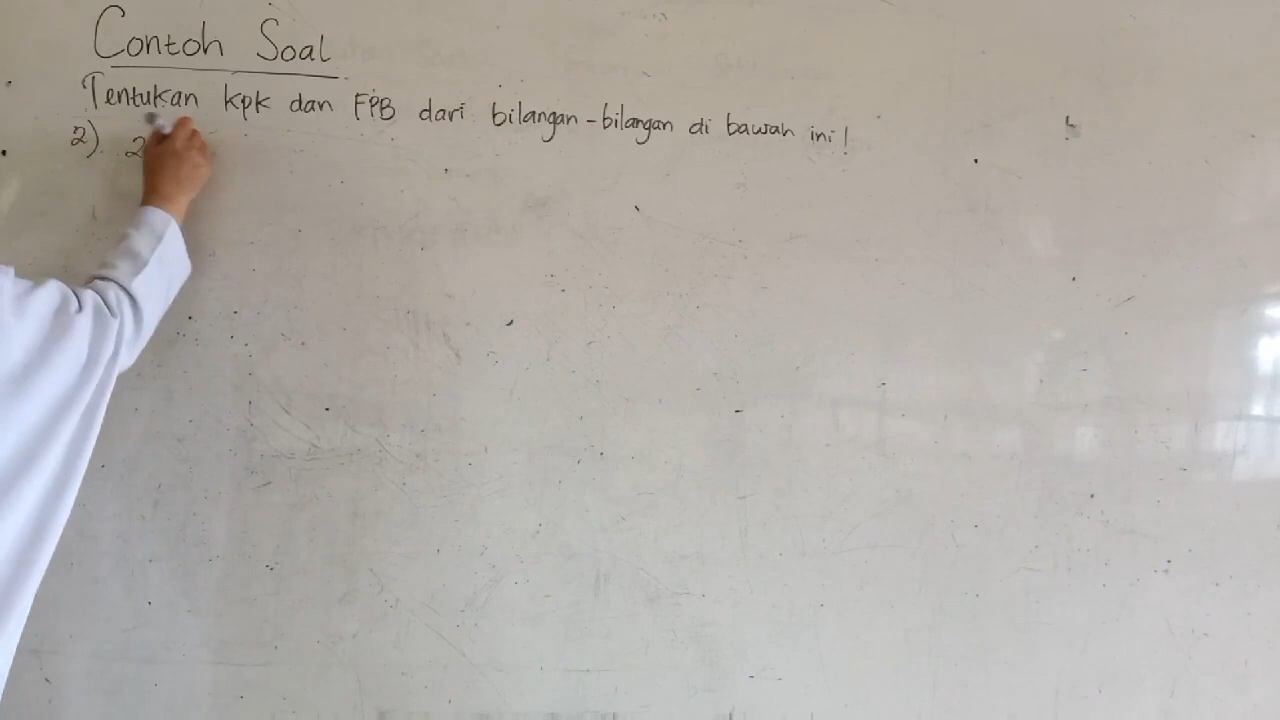 Contoh Soal
Tentukan kpk dan FPB dari bilangan-bilangan di bawah ini!
2). 2